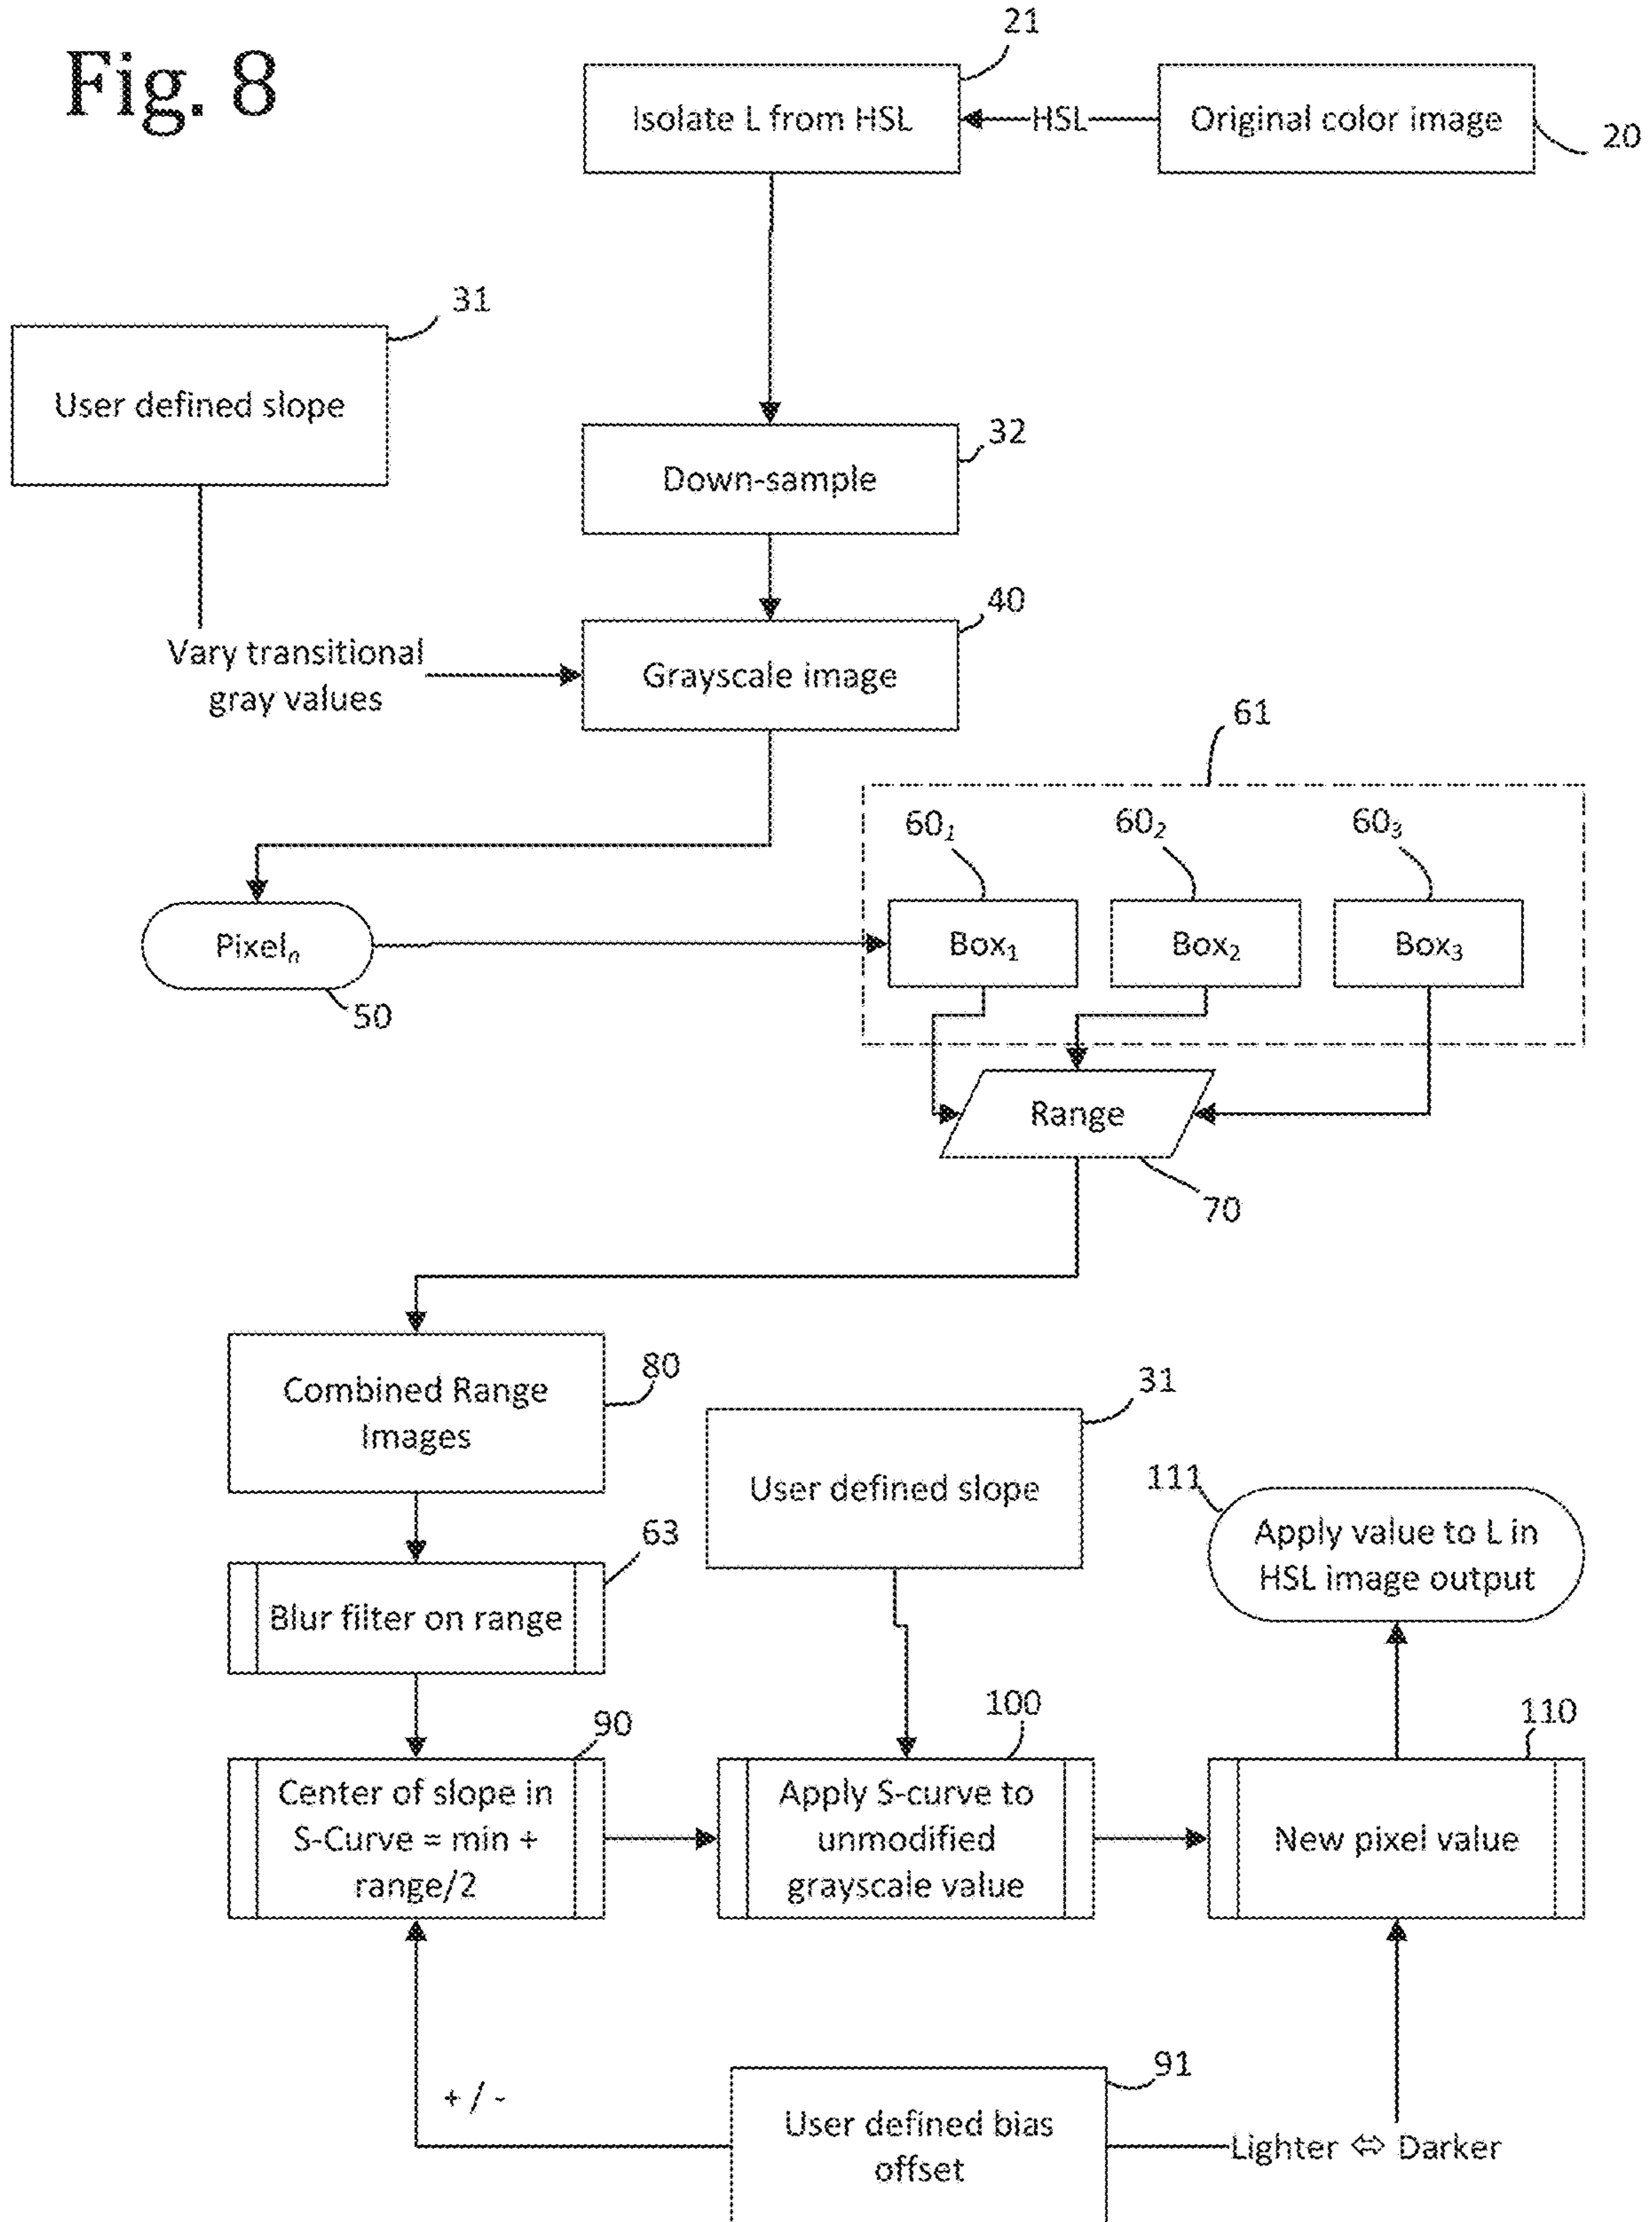 Fig. 8
21
Isolate L from HSL
HSL
Original color image
20
31
User defined slope
32
Down-sample
40
Vary transitional
gray values
Grayscale image
61
60₁
60₂
60₃
Pixelₙ
Box₁
Box₂
Box₃
50
Range
70
80
Combined Range
Images
31
User defined slope
111
Apply value to L in
HSL image output
63
Blur filter on range
90
100
110
Center of slope in
S-Curve = min +
range/2
Apply S-curve to
unmodified
grayscale value
New pixel value
+ / -
91
User defined bias
offset
Lighter ⇔ Darker